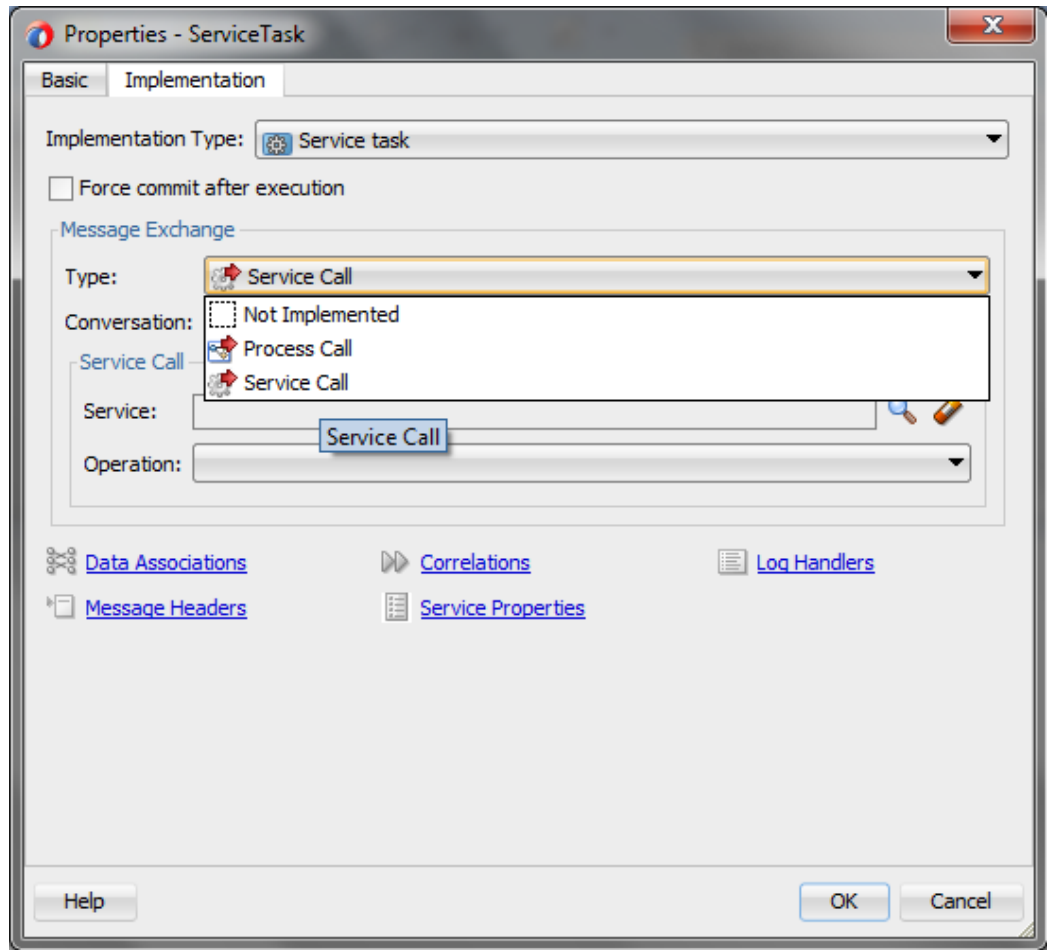 Properties - ServiceTask
X
Basic Implementation
Implementation Type: Service task
Force commit after execution
Message Exchange
Type: Service Call
Not Implemented
Conversation:
Process Call
Service Call
Service Call
Service:
Service Call
Operation:
Data Associations Correlations Log Handlers
Message Headers Service Properties
Help OK Cancel